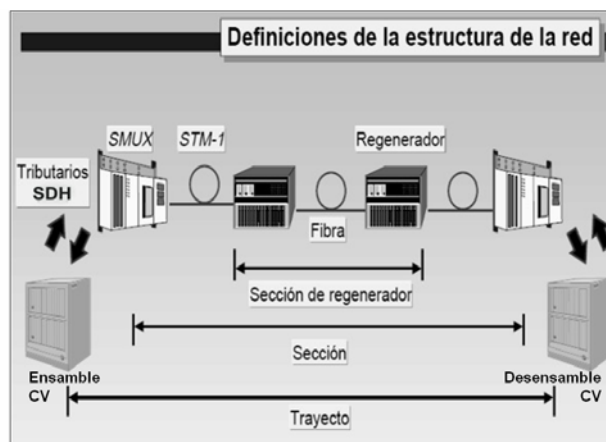 Definiciones de la estructura de la red
SMUX
STM-1
Regenerador
Tributarios
SDH
Fibra
Sección de regenerador
Sección
Ensamble
CV
Desensamble
CV
Trayecto